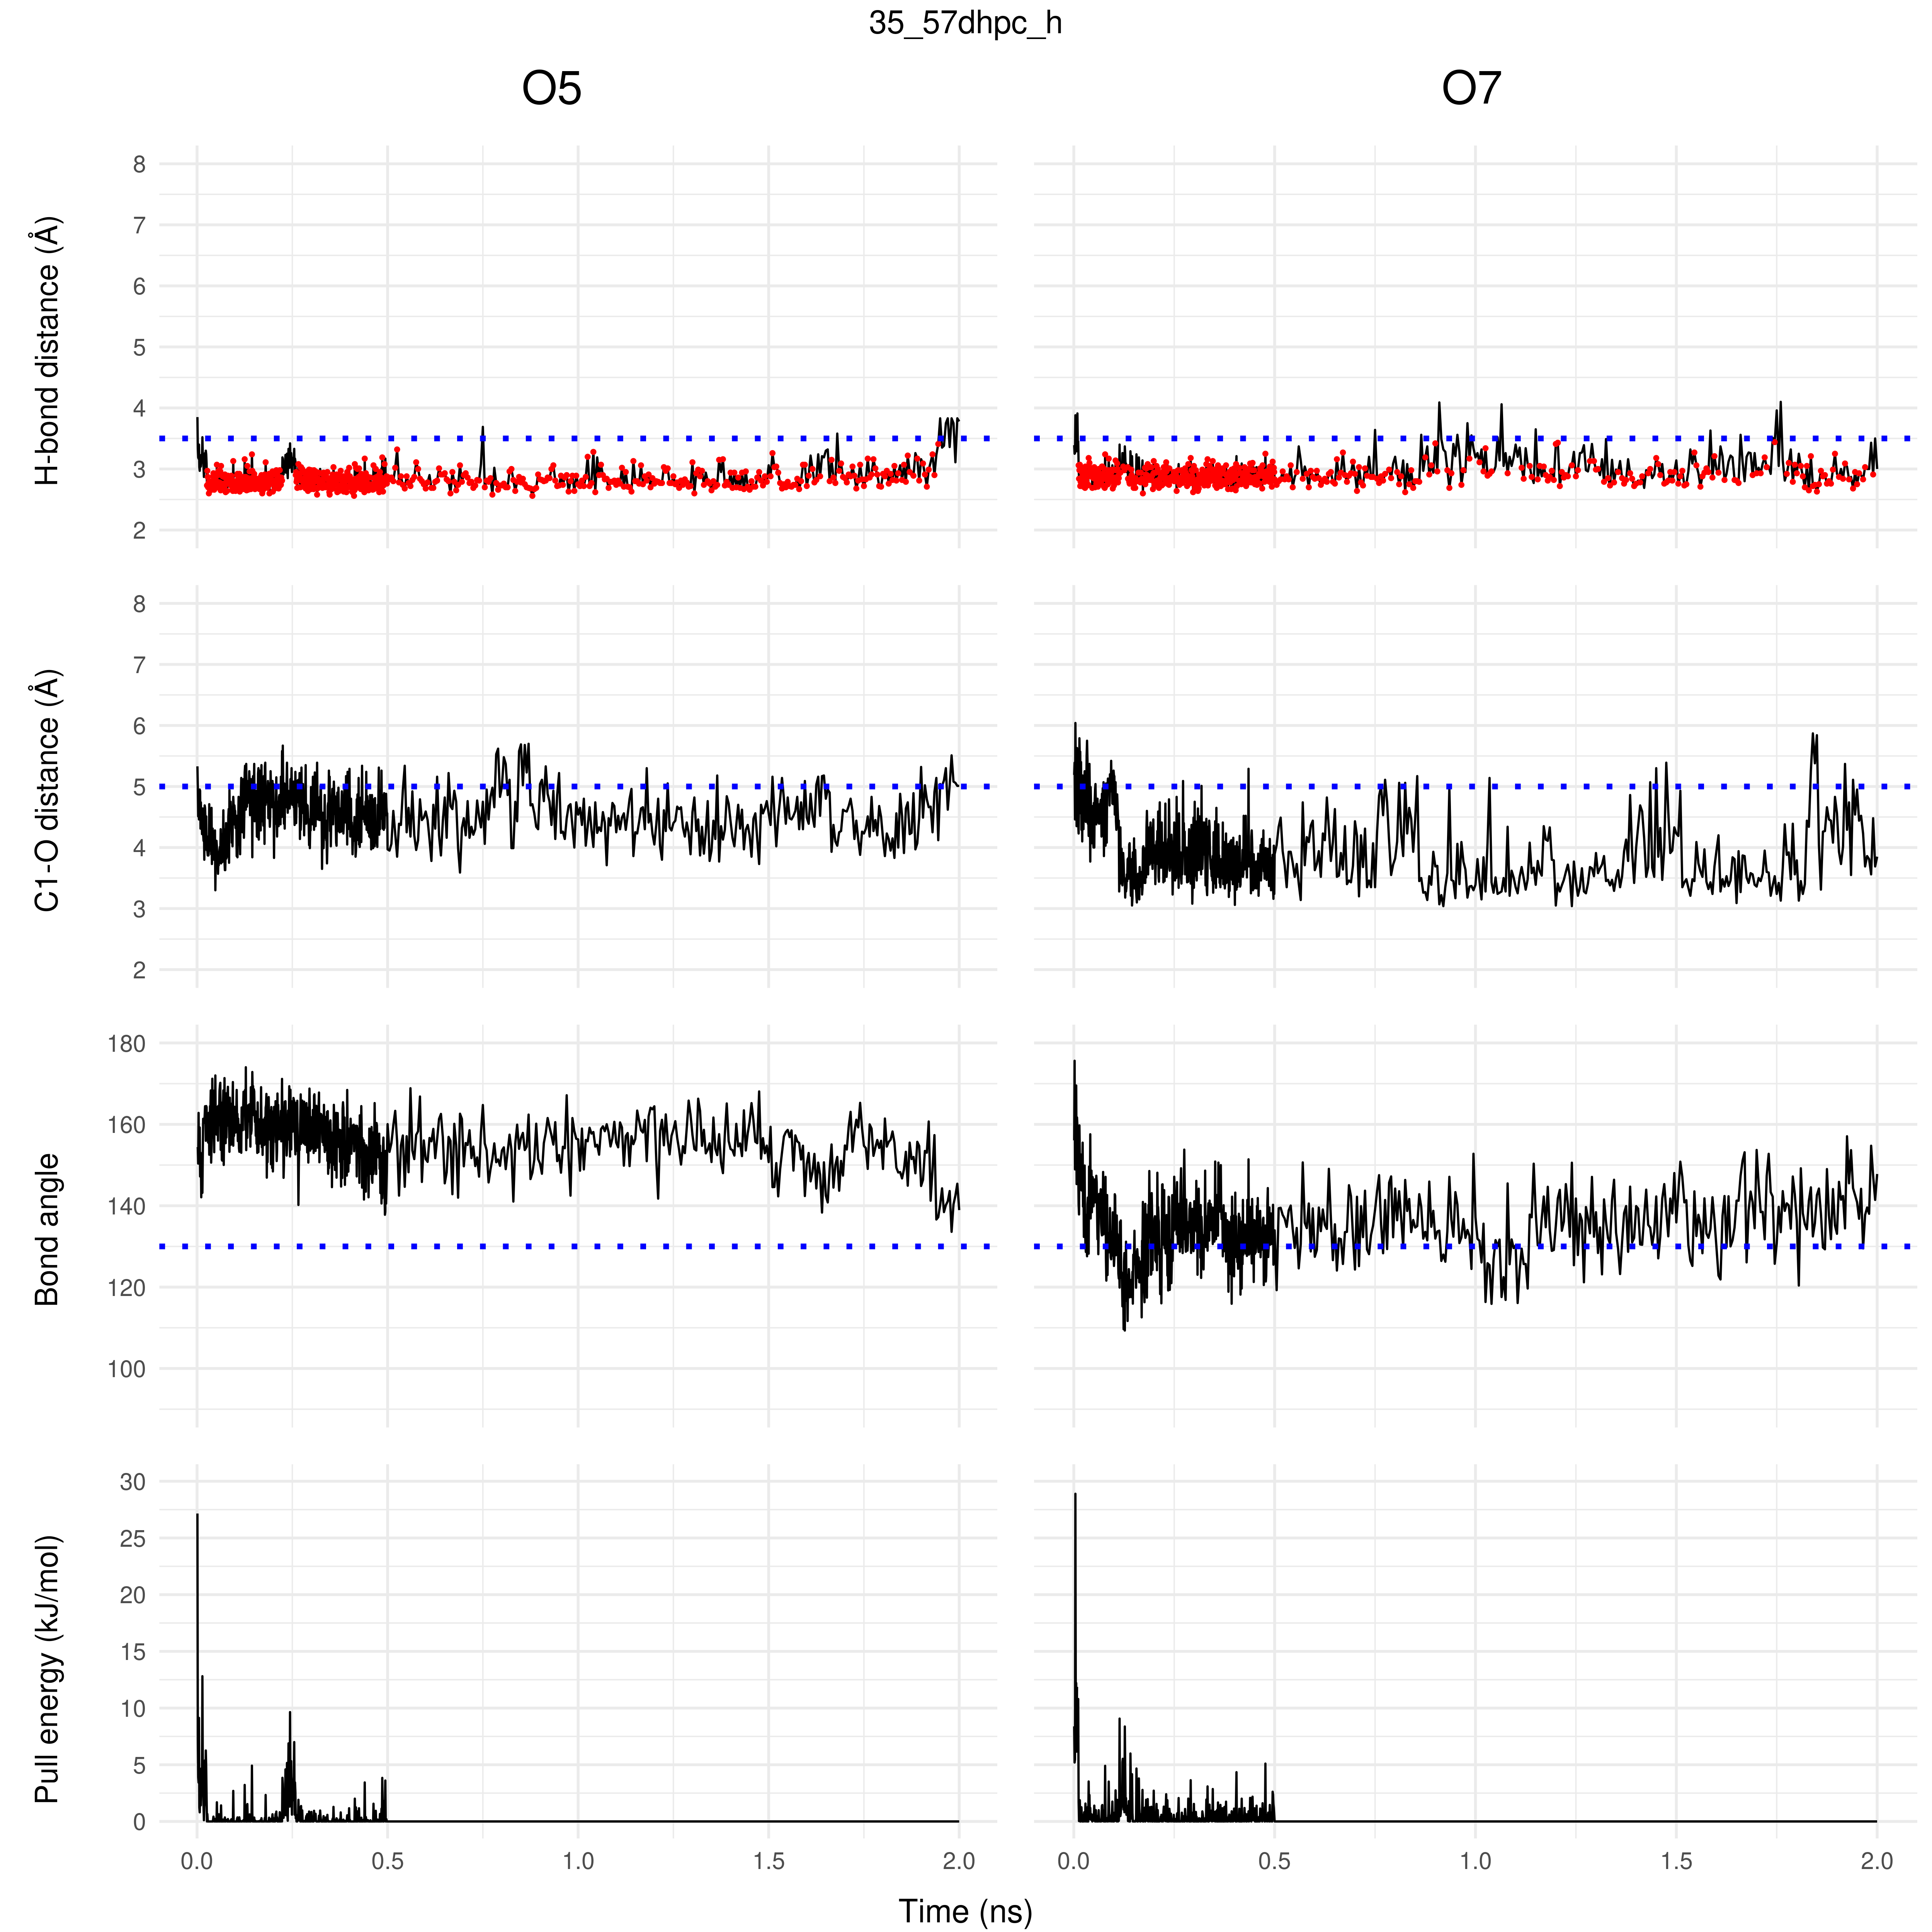 35_57dhpc_h
O5
O7
H-bond distance (Å)
8
7
6
5
4
3
2
C1-O distance (Å)
8
7
6
5
4
3
2
Bond angle
180
160
140
120
100
Pull energy (kJ/mol)
30
25
20
15
10
5
0
0.0 0.5 1.0 1.5 2.0
0.0 0.5 1.0 1.5 2.0
Time (ns)